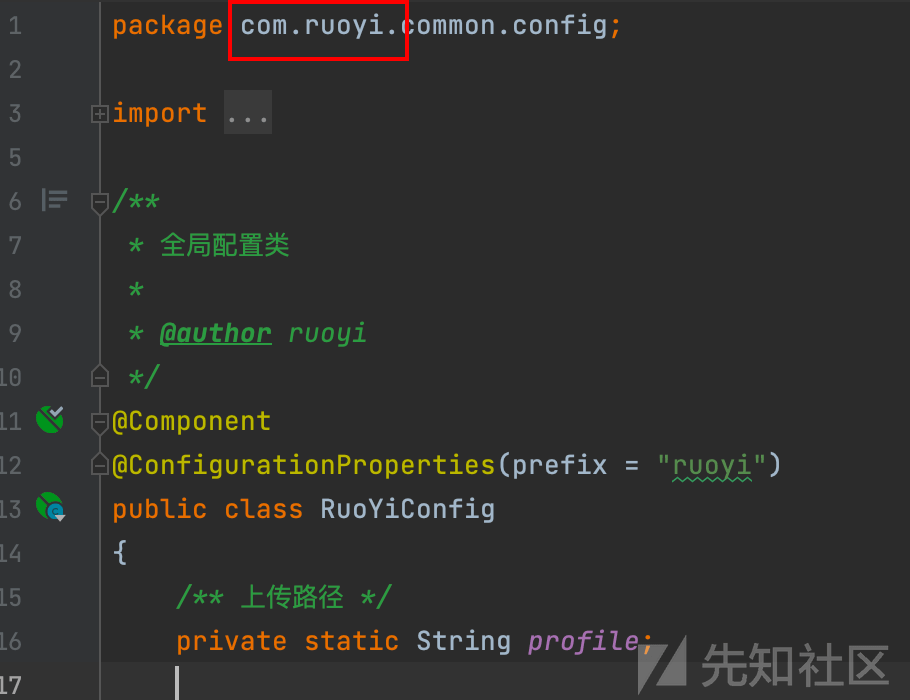 1 package com.ruoyi.common.config;
2
3 import ...
5
6 /**
7 * 全局配置类
8 *
9 * @author ruoyi
10 */
11 @Component
12 @ConfigurationProperties(prefix = "ruoyi")
13 public class RuoYiConfig
14 {
15 /** 上传路径 */
16 private static String profile;
17
先知社区